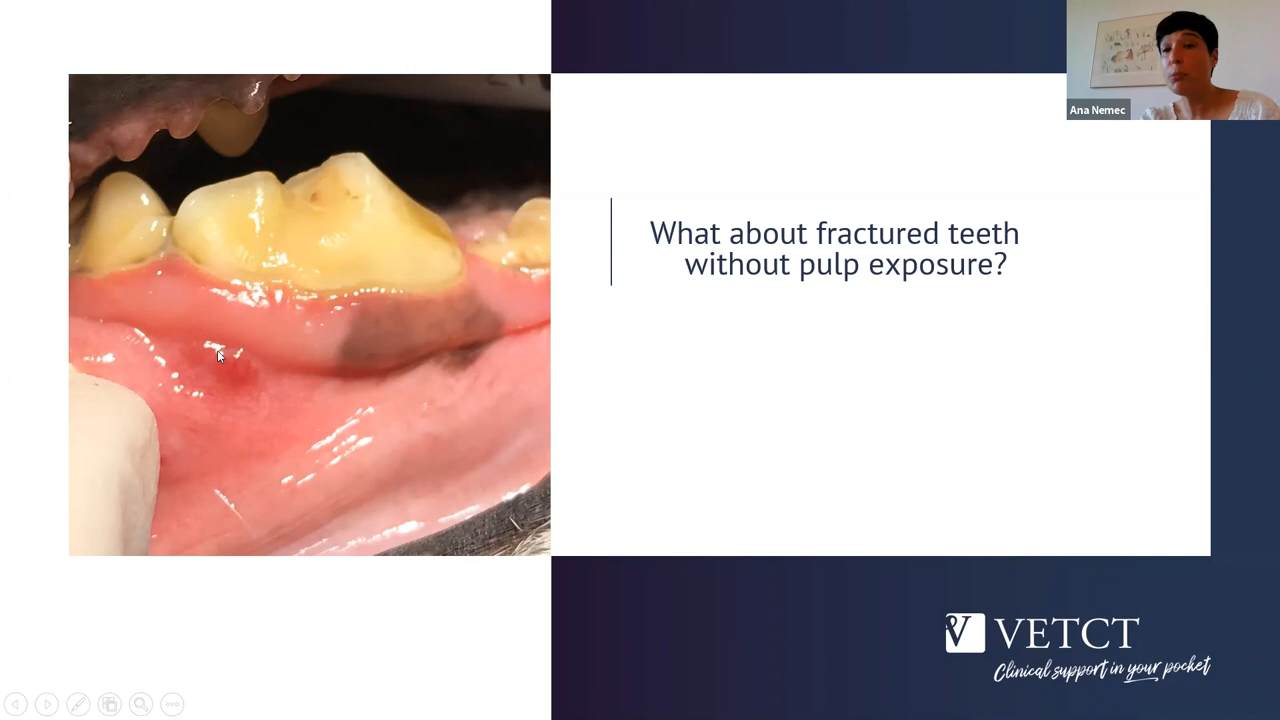 Ana Nemec
What about fractured teeth
without pulp exposure?
VETCT
Clinical support in your pocket